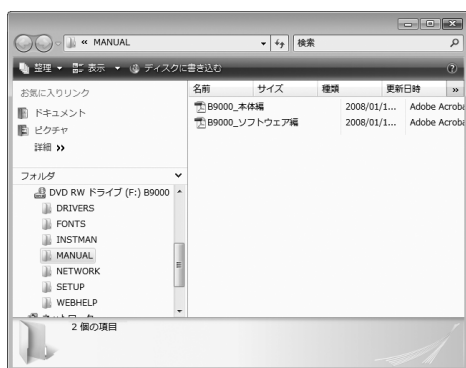 « MANUAL
検索
整理 表示 ディスクに書き込む
お気に入りリンク
ドキュメント
ピクチャ
詳細 »
フォルダ
DVD RW ドライブ (F:) B9000
DRIVERS
FONTS
INSTMAN
MANUAL
NETWORK
SETUP
WEBHELP
名前 サイズ 種類 更新日時 »
B9000_本体編 2008/01/1... Adobe Acroba
B9000_ソフトウェア編 2008/01/1... Adobe Acroba
2 個の項目